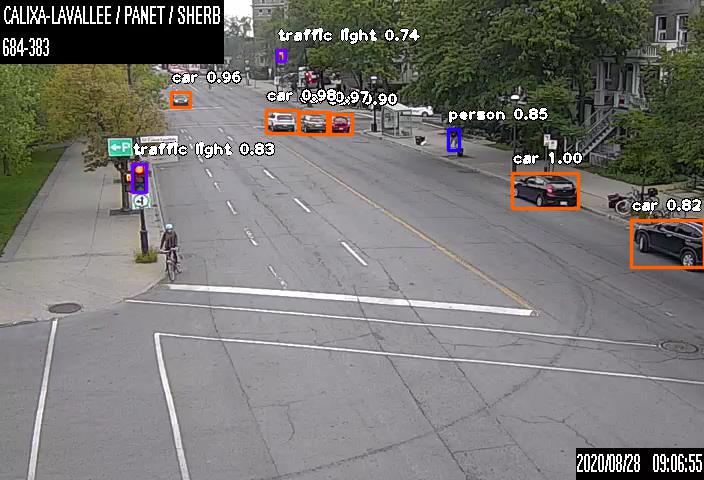 CALIXA-LAVALLEE / PANET / SHERB
684-383
traffic light 0.74
car 0.96
car 0.98
0.97
0.90
person 0.85
traffic light 0.83
P
car 1.00
car 0.82
2020/08/28 09:06:55